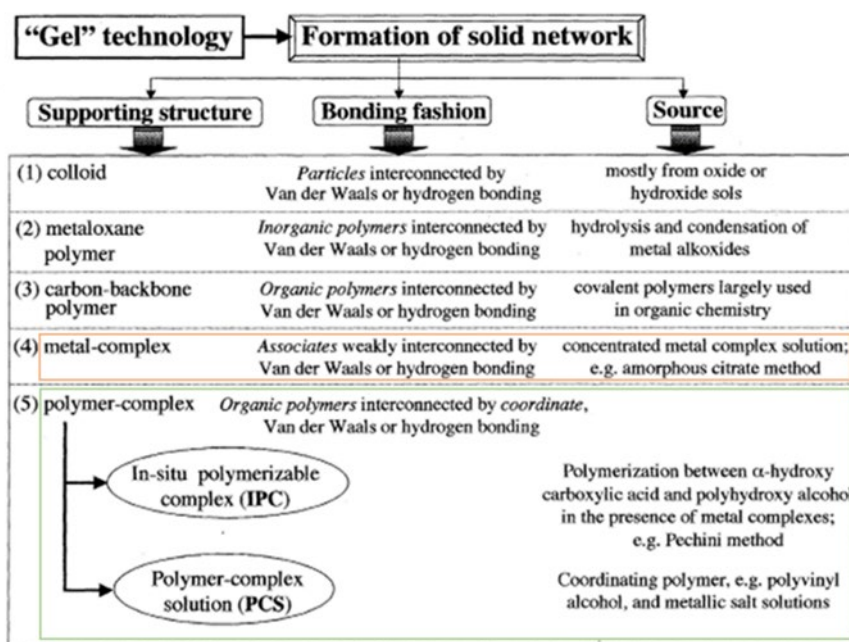 “Gel” technology
Formation of solid network
Supporting structure
Bonding fashion
Source
(1) colloid
Particles interconnected by
Van der Waals or hydrogen bonding
mostly from oxide or
hydroxide sols
(2) metaloxane
polymer
Inorganic polymers interconnected by
Van der Waals or hydrogen bonding
hydrolysis and condensation of
metal alkoxides
(3) carbon-backbone
polymer
Organic polymers interconnected by
Van der Waals or hydrogen bonding
covalent polymers largely used
in organic chemistry
(4) metal-complex
Associates weakly interconnected by
Van der Waals or hydrogen bonding
concentrated metal complex solution;
e.g. amorphous citrate method
(5) polymer-complex
Organic polymers interconnected by coordinate,
Van der Waals or hydrogen bonding
In-situ polymerizable
complex (IPC)
Polymerization between α-hydroxy
carboxylic acid and polyhydroxy alcohol
in the presence of metal complexes;
e.g. Pechini method
Polymer-complex
solution (PCS)
Coordinating polymer, e.g. polyvinyl
alcohol, and metallic salt solutions